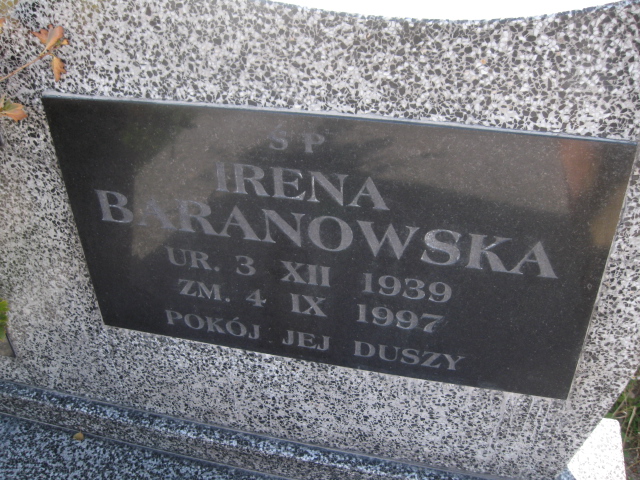 ŚP
IRENA
BARANOWSKA
UR. 3 XII 1939
ZM. 4 IX 1997
POKÓJ JEJ DUSZY